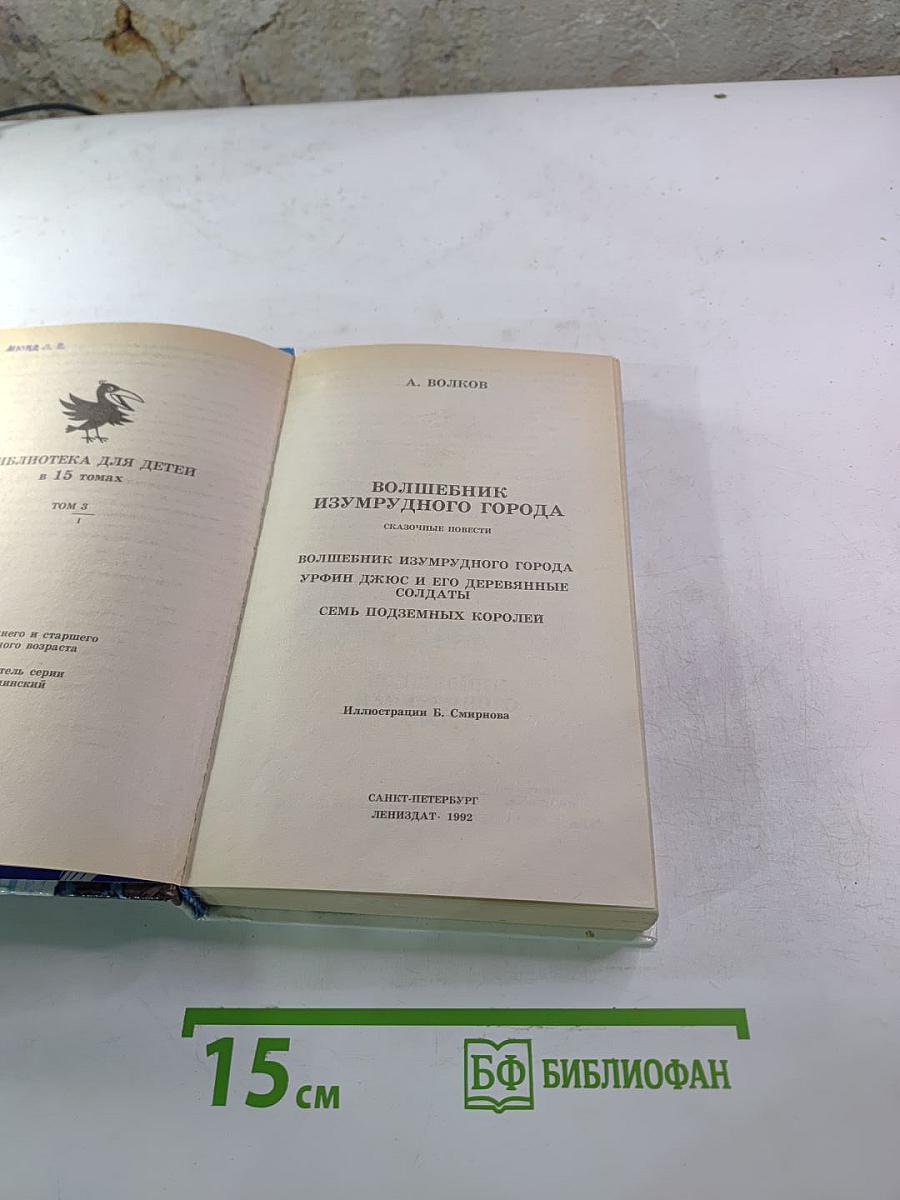 БЛИОТЕКА ДЛЯ ДЕТЕЙ
в 15 томах
ТОМ 3
1
него и старшего
ного возраста
тель серии
инский
А. ВОЛКОВ
ВОЛШЕБНИК
ИЗУМРУДНОГО ГОРОДА
СКАЗОЧНЫЕ ПОВЕСТИ
ВОЛШЕБНИК ИЗУМРУДНОГО ГОРОДА
УРФИН ДЖЮС И ЕГО ДЕРЕВЯННЫЕ
СОЛДАТЫ
СЕМЬ ПОДЗЕМНЫХ КОРОЛЕЙ
Иллюстрации Б. Смирнова
САНКТ-ПЕТЕРБУРГ
ЛЕНИЗДАТ· 1992
15 см
БФ БИБЛИОФАН